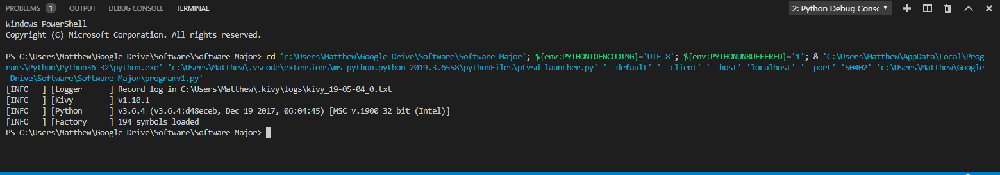 PROBLEMS 1 OUTPUT DEBUG CONSOLE TERMINAL 2: Python Debug Consc
Windows PowerShell
Copyright (C) Microsoft Corporation. All rights reserved.
PS C:\Users\Matthew\Google Drive\Software\Software Major> cd 'c:\Users\Matthew\Google Drive\Software\Software Major'; ${env:PYTHONIOENCODING}='UTF-8'; ${env:PYTHONUNBUFFERED}='1'; & 'C:\Users\Matthew\AppData\Local\Prog
rams\Python\Python36-32\python.exe' 'c:\Users\Matthew\.vscode\extensions\ms-python.python-2019.3.6558\pythonFiles\ptvsd_launcher.py' '--default' '--client' '--host' 'localhost' '--port' '50402' 'c:\Users\Matthew\Google
Drive\Software\Software Major\programv1.py'
[INFO   ] [Logger      ] Record log in C:\Users\Matthew\.kivy\logs\kivy_19-05-04_0.txt
[INFO   ] [Kivy        ] v1.10.1
[INFO   ] [Python      ] v3.6.4 (v3.6.4:d48eceb, Dec 19 2017, 06:04:45) [MSC v.1900 32 bit (Intel)]
[INFO   ] [Factory     ] 194 symbols loaded
PS C:\Users\Matthew\Google Drive\Software\Software Major>